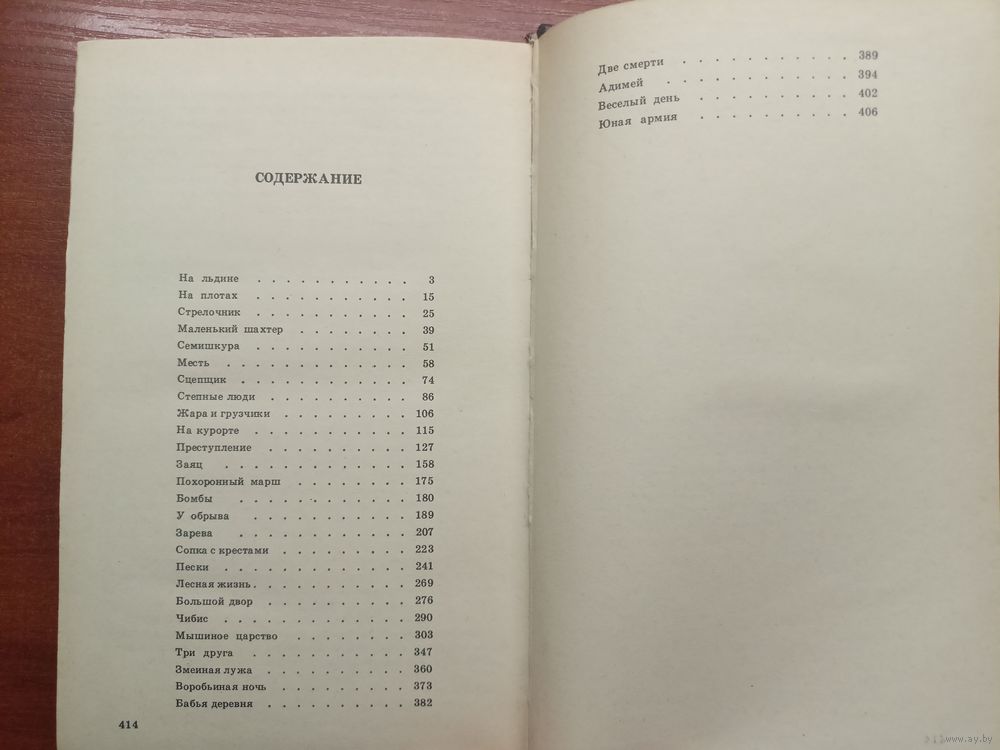 СОДЕРЖАНИЕ
На льдине . . . . . . . . . . . 3
На плотах . . . . . . . . . . . 15
Стрелочник . . . . . . . . . . . 25
Маленький шахтер . . . . . . . . 39
Семишкура . . . . . . . . . . . 51
Месть . . . . . . . . . . . . . 58
Сцепщик . . . . . . . . . . . . 74
Степные люди . . . . . . . . . . 86
Жара и грузчики . . . . . . . . . 106
На курорте . . . . . . . . . . . 115
Преступление . . . . . . . . . . 127
Заяц . . . . . . . . . . . . . 158
Похоронный марш . . . . . . . . 175
Бомбы . . . . . . . . . . . . 180
У обрыва . . . . . . . . . . . 189
Зарева . . . . . . . . . . . . 207
Сопка с крестами . . . . . . . . . 223
Пески . . . . . . . . . . . . . 241
Лесная жизнь . . . . . . . . . . . 269
Большой двор . . . . . . . . . . 276
Чибис . . . . . . . . . . . . . 290
Мышиное царство . . . . . . . . 303
Три друга . . . . . . . . . . . 347
Змеиная лужа . . . . . . . . . . 360
Воробьиная ночь . . . . . . . . . 373
Бабья деревня . . . . . . . . . . 382
414
Две смерти . . . . . . . . . . . 389
Адимей . . . . . . . . . . . . 394
Веселый день . . . . . . . . . . 402
Юная армия . . . . . . . . . . 406
www.ay.by